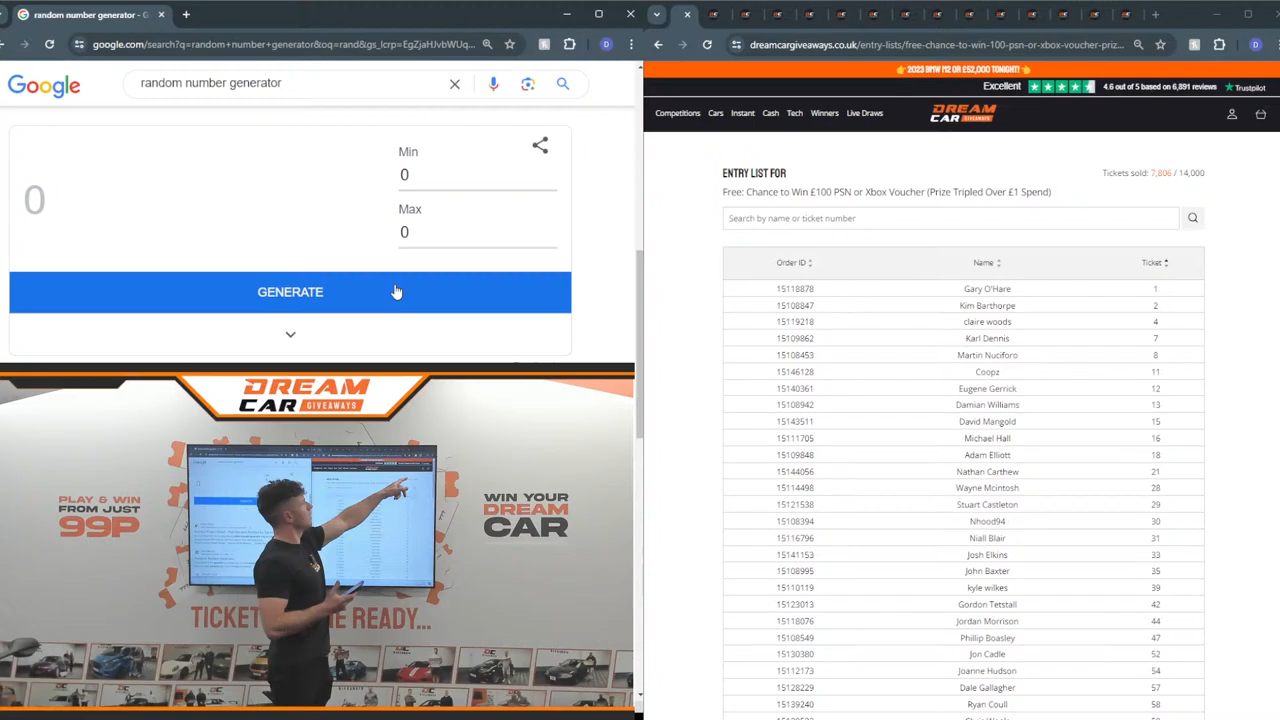 random number generator - G
google.com/search?q=random+number+generator&oq=rand&gs_lcrp=EgZjaHJvbWUq...
Google
random number generator
0
Min
0
Max
0
GENERATE
DREAM
CAR GIVEAWAYS
PLAY & WIN
FROM JUST
99P
WIN YOUR
DREAM
CAR
TICKET
READY...
dreamcargiveaways.co.uk/entry-lists/free-chance-to-win-100-psn-or-xbox-voucher-priz...
2023 BMW M2 OR £52,000 TONIGHT!
Excellent 4.6 out of 5 based on 6,891 reviews Trustpilot
Competitions Cars Instant Cash Tech Winners Live Draws
DREAM
CAR GIVEAWAYS
ENTRY LIST FOR
Tickets sold: 7,806 / 14,000
Free: Chance to Win £100 PSN or Xbox Voucher (Prize Tripled Over £1 Spend)
Search by name or ticket number
Order ID Name Ticket
15118878 Gary O'Hare 1
15108847 Kim Barthorpe 2
15119218 claire woods 4
15109862 Karl Dennis 7
15108453 Martin Nuciforo 8
15146128 Coopz 11
15140361 Eugene Gerrick 12
15108942 Damian Williams 13
15143511 David Mangold 15
15111705 Michael Hall 16
15109848 Adam Elliott 18
15144056 Nathan Carthew 21
15114498 Wayne Mcintosh 28
15121538 Stuart Castleton 29
15108394 Nhood94 30
15116796 Niall Blair 31
15141153 Josh Elkins 33
15108995 John Baxter 35
15110119 kyle wilkes 39
15123013 Gordon Tetstall 42
15118076 Jordan Morrison 44
15108549 Phillip Boasley 47
15130380 Jon Cadle 52
15112173 Joanne Hudson 54
15128229 Dale Gallagher 57
15139240 Ryan Coull 58